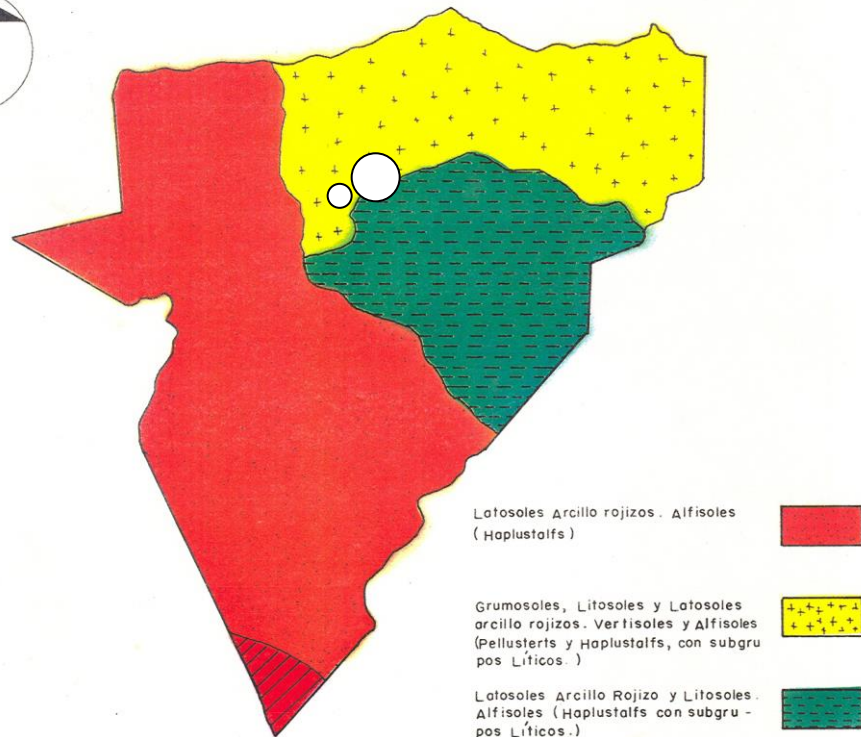 Latosoles Arcillo rojizos. Alfisoles
(Haplustalfs)
Grumosoles, Litosoles y Latosoles
arcillo rojizos. Vertisoles y Alfisoles
(Pellusterts y Haplustalfs, con subgru
pos Líticos.)
Latosoles Arcillo Rojizo y Litosoles.
Alfisoles (Haplustalfs con subgru-
pos Líticos.)